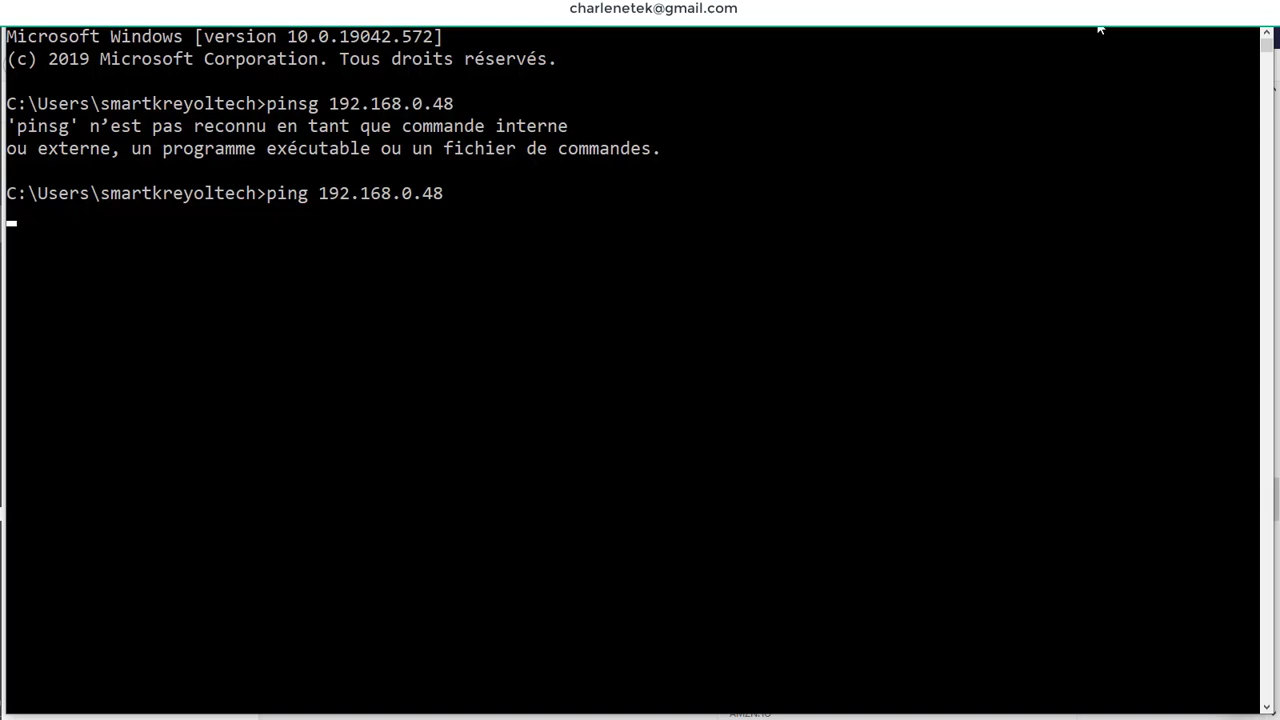 charlenetek@gmail.com
Microsoft Windows [version 10.0.19042.572]
(c) 2019 Microsoft Corporation. Tous droits réservés.
C:\Users\smartkreyoltech>pinsg 192.168.0.48
'pinsg' n’est pas reconnu en tant que commande interne
ou externe, un programme exécutable ou un fichier de commandes.
C:\Users\smartkreyoltech>ping 192.168.0.48